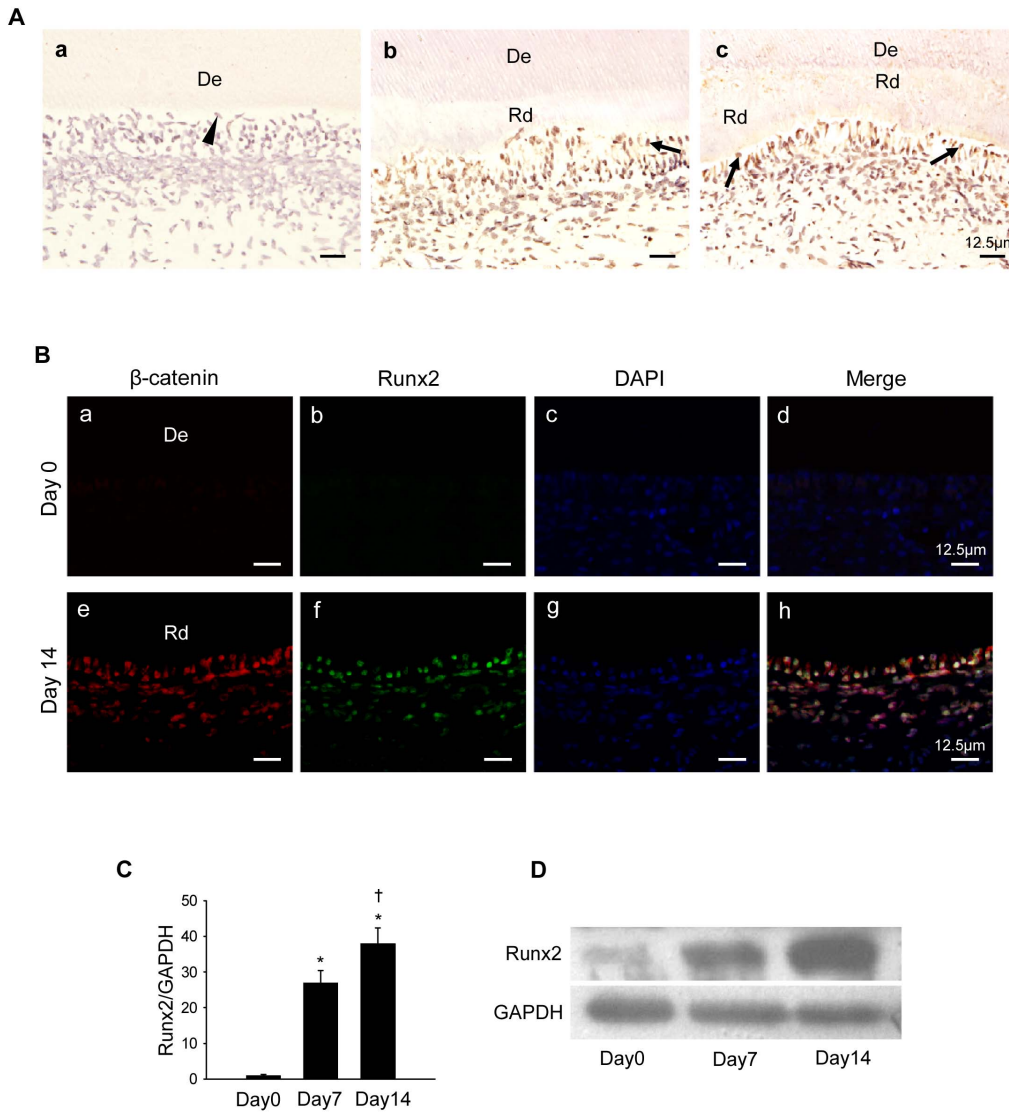 A
a
b
c
De
De
De
Rd
Rd
Rd
12.5µm
B
β-catenin
Runx2
DAPI
Merge
Day 0
a
b
c
d
De
12.5µm
Day 14
e
f
g
h
Rd
12.5µm
C
Runx2/GAPDH
50
40
30
20
10
0
*
†
*
Day0
Day7
Day14
D
Runx2
GAPDH
Day0
Day7
Day14